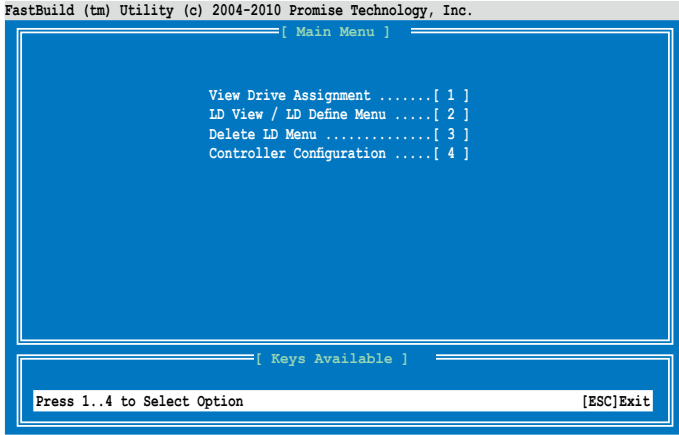 FastBuild (tm) Utility (c) 2004-2010 Promise Technology, Inc.
[ Main Menu ]
View Drive Assignment .......[ 1 ]
LD View / LD Define Menu .....[ 2 ]
Delete LD Menu ..............[ 3 ]
Controller Configuration .....[ 4 ]
[ Keys Available ]
Press 1..4 to Select Option [ESC]Exit